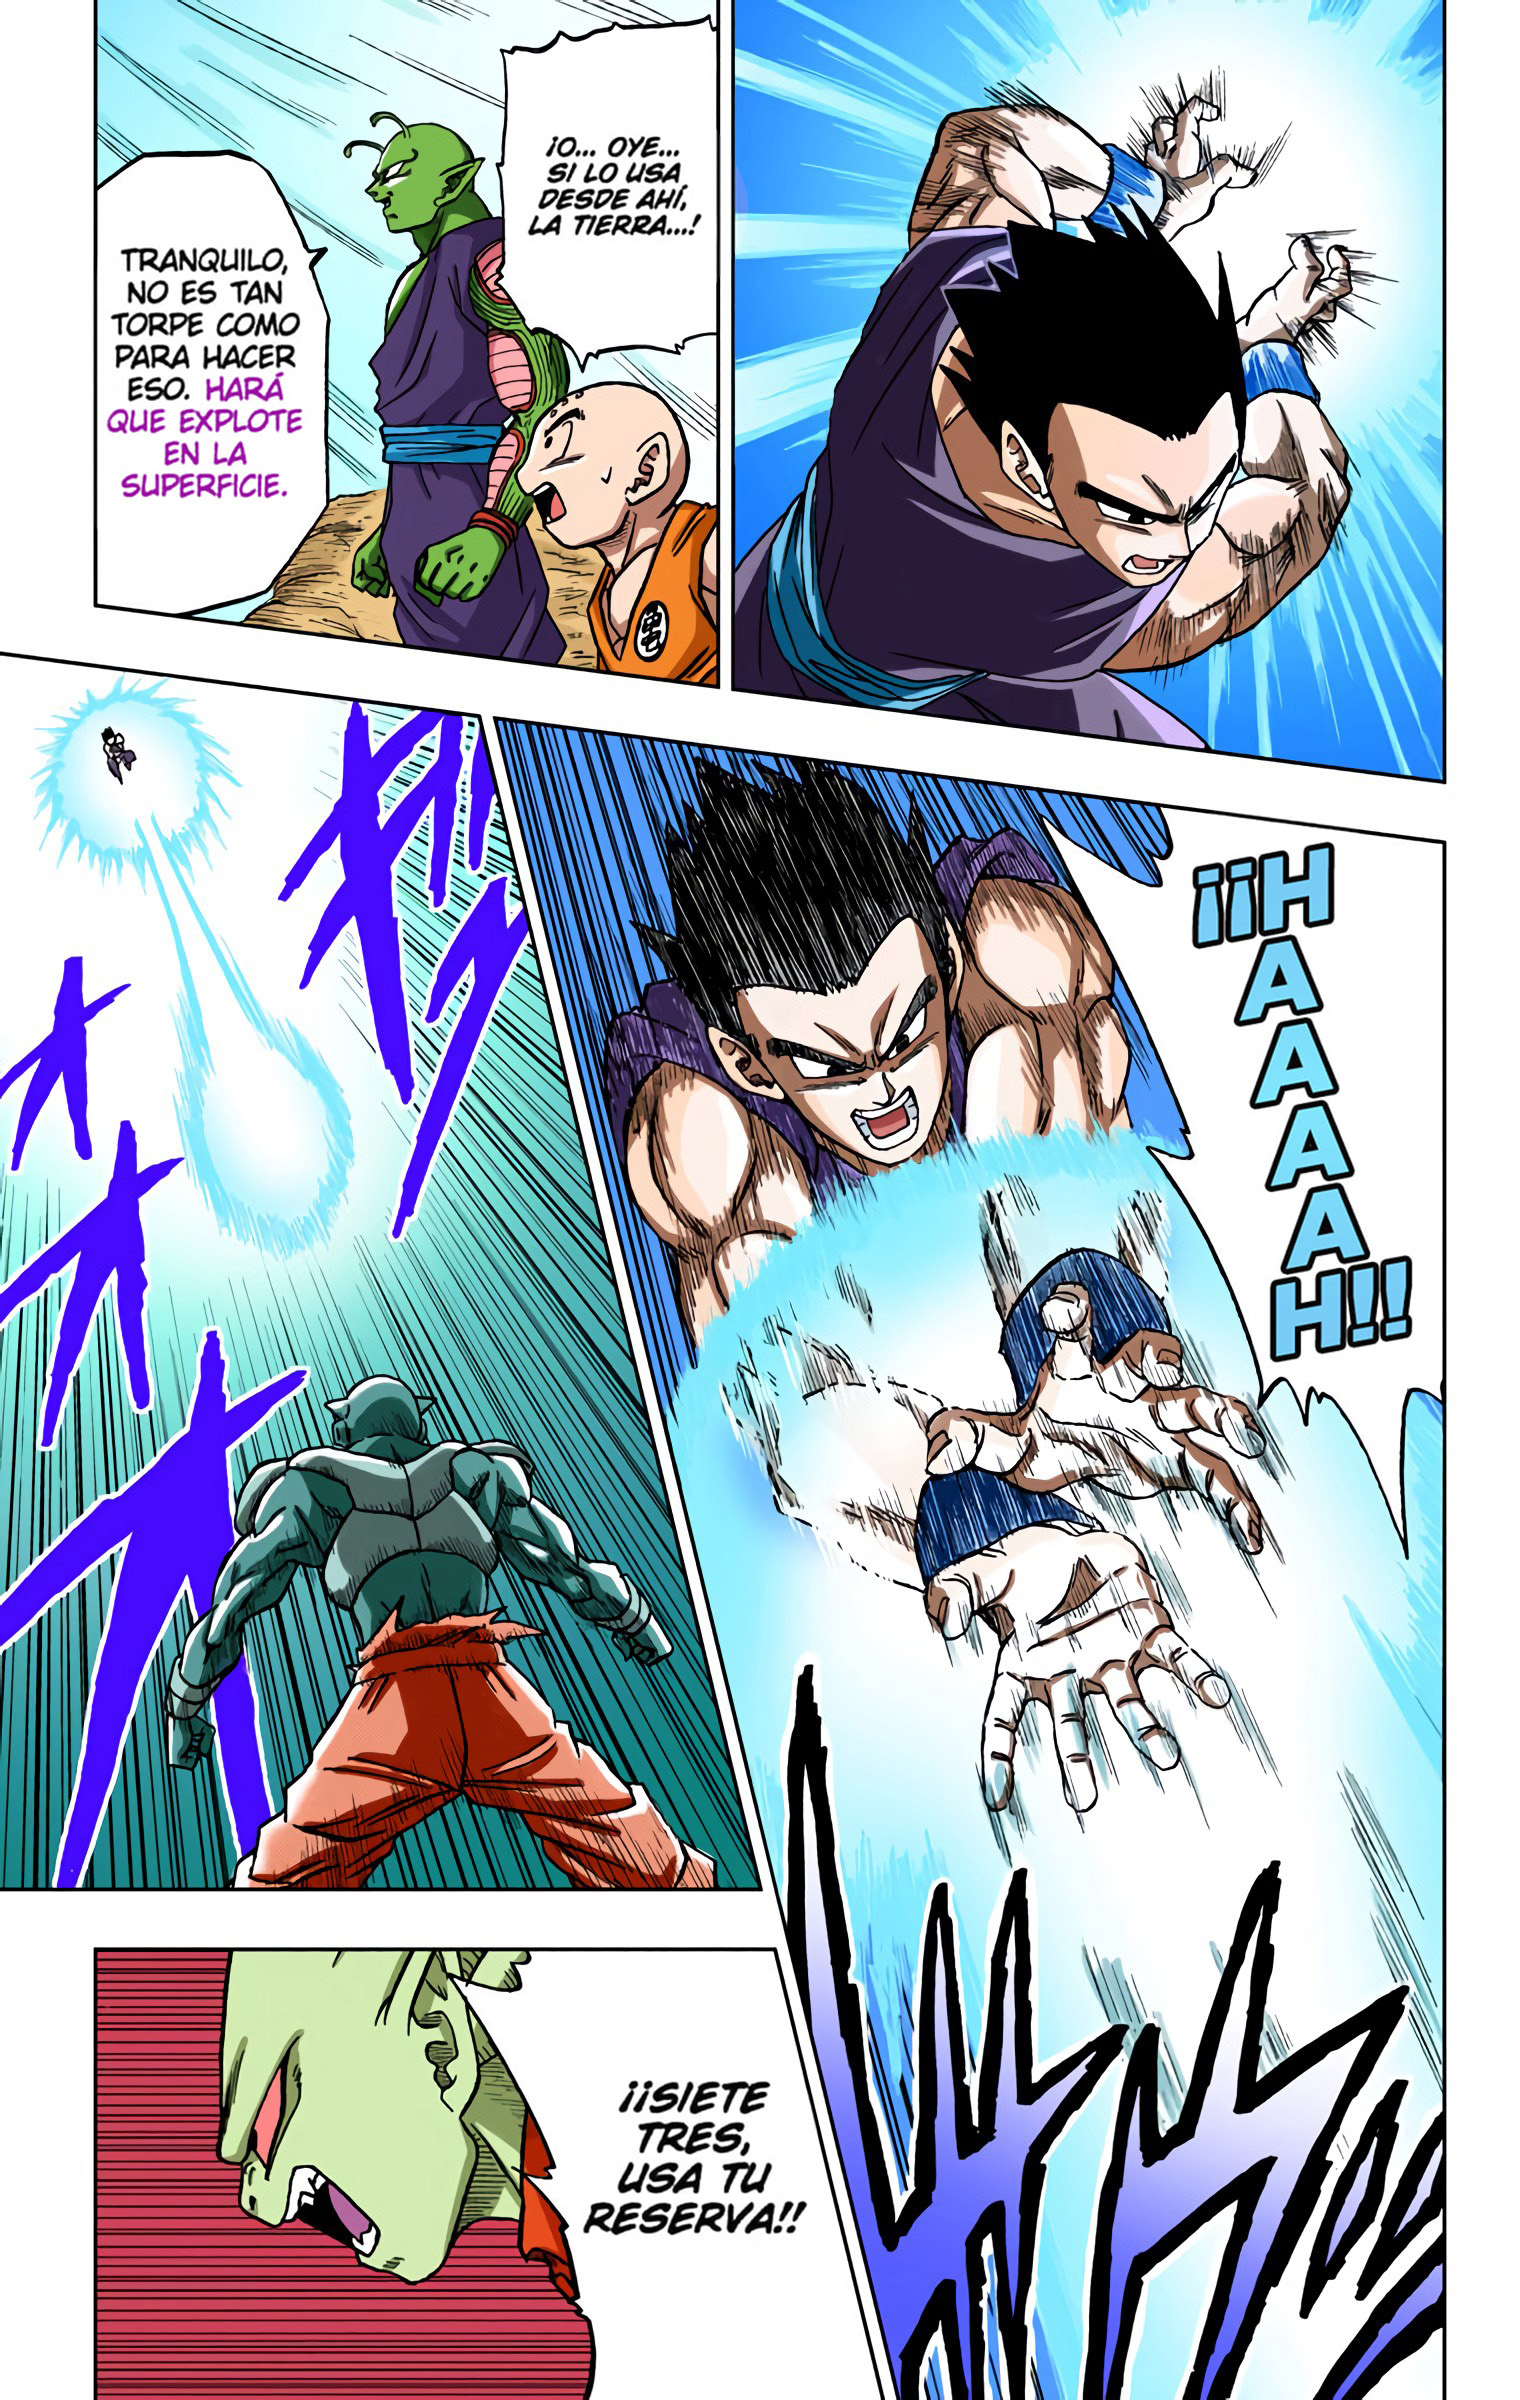 ¡O... OYE...
SI LO USA
DESDE AHÍ,
LA TIERRA...!
TRANQUILO,
NO ES TAN
TORPE COMO
PARA HACER
ESO. HARÁ
QUE EXPLOTE
EN LA
SUPERFICIE.
¡¡HAAAAAH!!
¡¡SIETE
TRES,
USA TU
RESERVA!!